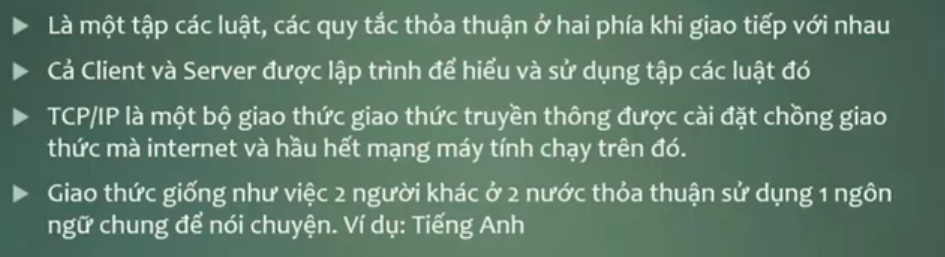 Là một tập các luật, các quy tắc thỏa thuận ở hai phía khi giao tiếp với nhau
Cả Client và Server được lập trình để hiểu và sử dụng tập các luật đó
TCP/IP là một bộ giao thức giao thức truyền thông được cài đặt chồng giao
thức mà internet và hầu hết mạng máy tính chạy trên đó.
Giao thức giống như việc 2 người khác ở 2 nước thỏa thuận sử dụng 1 ngôn
ngữ chung để nói chuyện. Ví dụ: Tiếng Anh